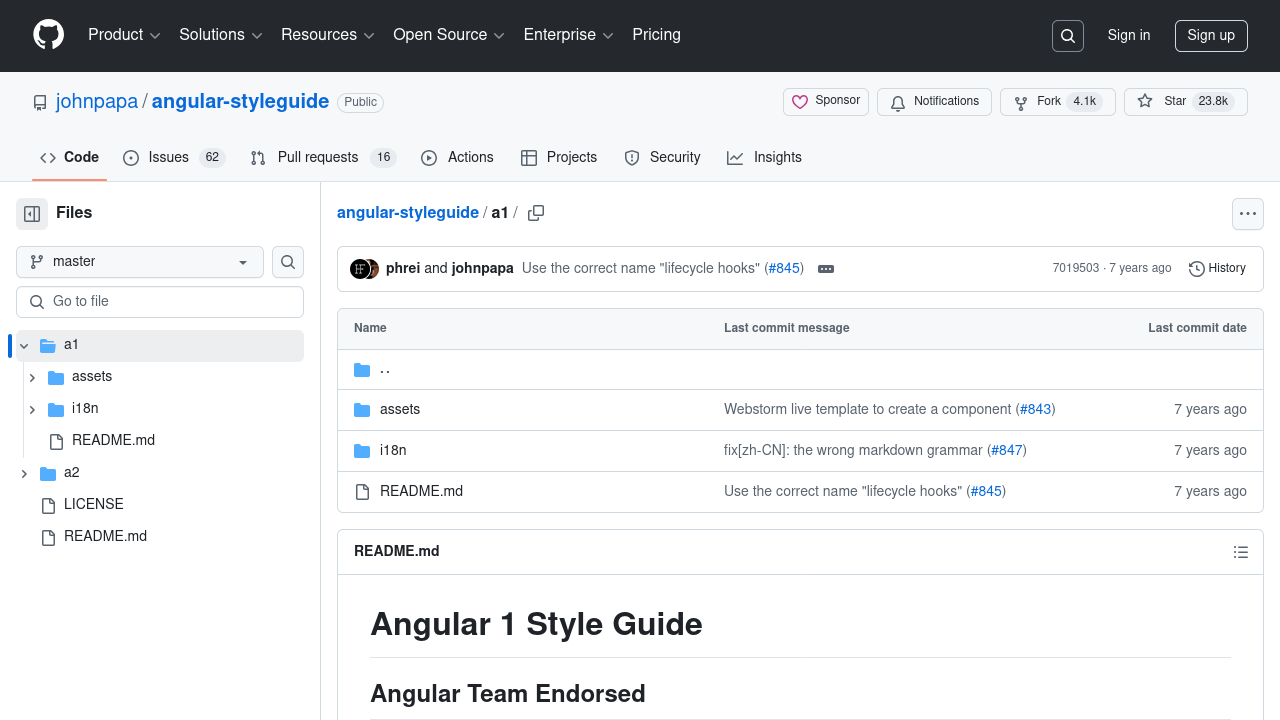 Product Solutions Resources Open Source Enterprise Pricing Sign in Sign up
johnpapa / angular-styleguide Public Sponsor Notifications Fork 4.1k Star 23.8k
Code Issues 62 Pull requests 16 Actions Projects Security Insights
Files
master
Go to file
a1
assets
i18n
README.md
a2
LICENSE
README.md
angular-styleguide / a1 /
phrei and johnpapa Use the correct name "lifecycle hooks" (#845) 7019503 · 7 years ago History
Name Last commit message Last commit date
..
assets Webstorm live template to create a component (#843) 7 years ago
i18n fix[zh-CN]: the wrong markdown grammar (#847) 7 years ago
README.md Use the correct name "lifecycle hooks" (#845) 7 years ago
README.md
Angular 1 Style Guide
Angular Team Endorsed